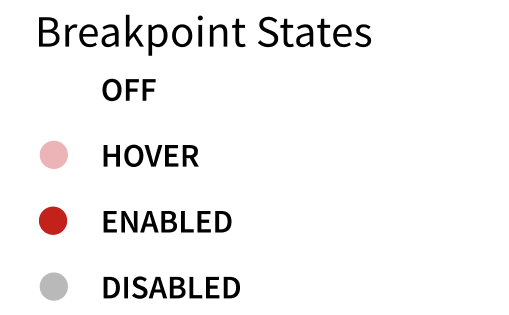 Breakpoint States
OFF
HOVER
ENABLED
DISABLED